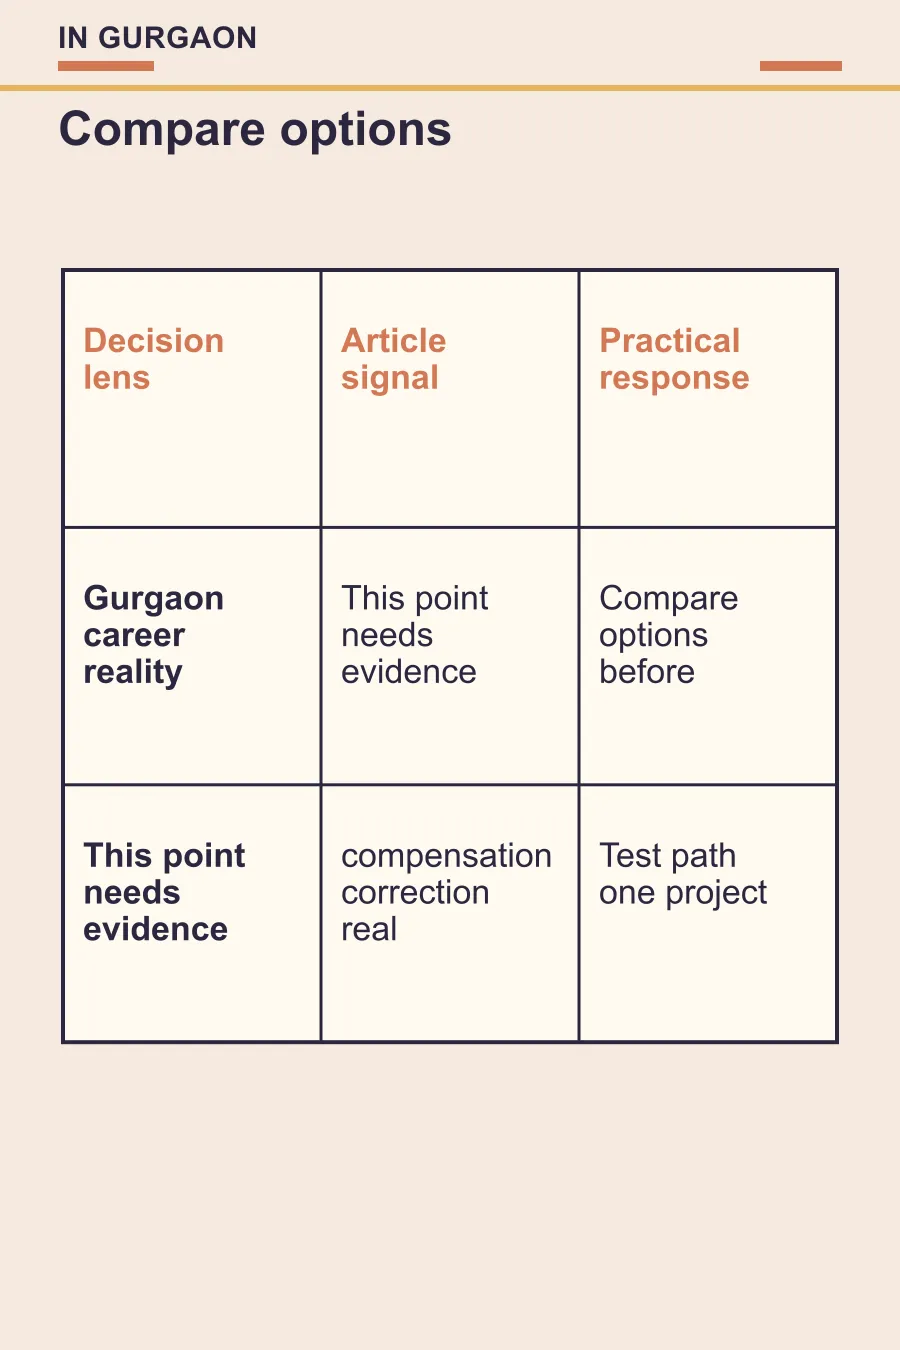 IN GURGAON
Compare options
Decision
lens
Article
signal
Practical
response
Gurgaon
career
reality
This point
needs
evidence
Compare
options
before
This point
needs
evidence
compensation
correction
real
Test path
one project